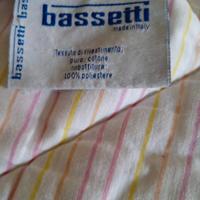 bassetti
made in Italy
Tessuto di rivestimento:
puro cotone
imbottitura:
100% poliestere
bassetti